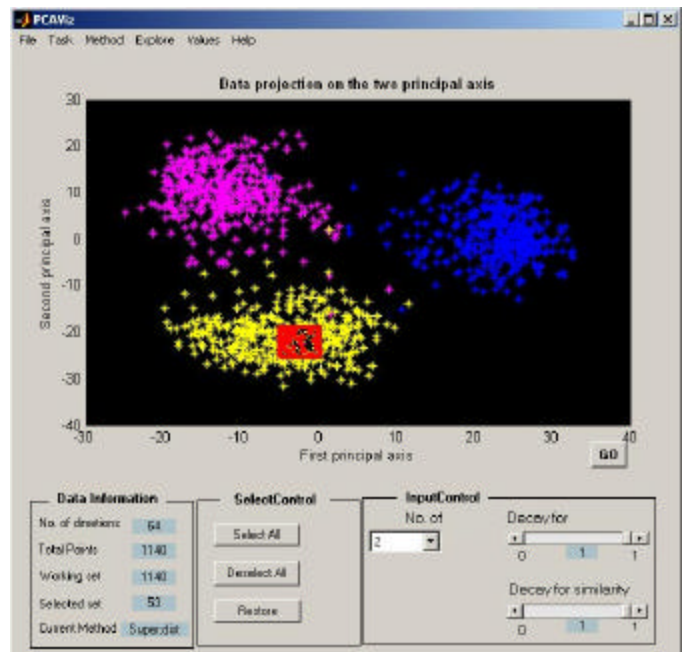 PCAViz
File Task Method Explore Values Help
Data projection on the two principal axis
30
20
10
0
-10
-20
-30
-40
-30 -20 -10 0 10 20 30 40
Second principal axis
First principal axis
GO
Data Information
No. of directions 64
Total Points 1140
Working set 1140
Selected set 53
Current Method Super.dist
SelectControl
Select All
Deselect All
Restore
InputControl
No. of
2
Decay for
0 1 1
Decay for similarity
0 1 1